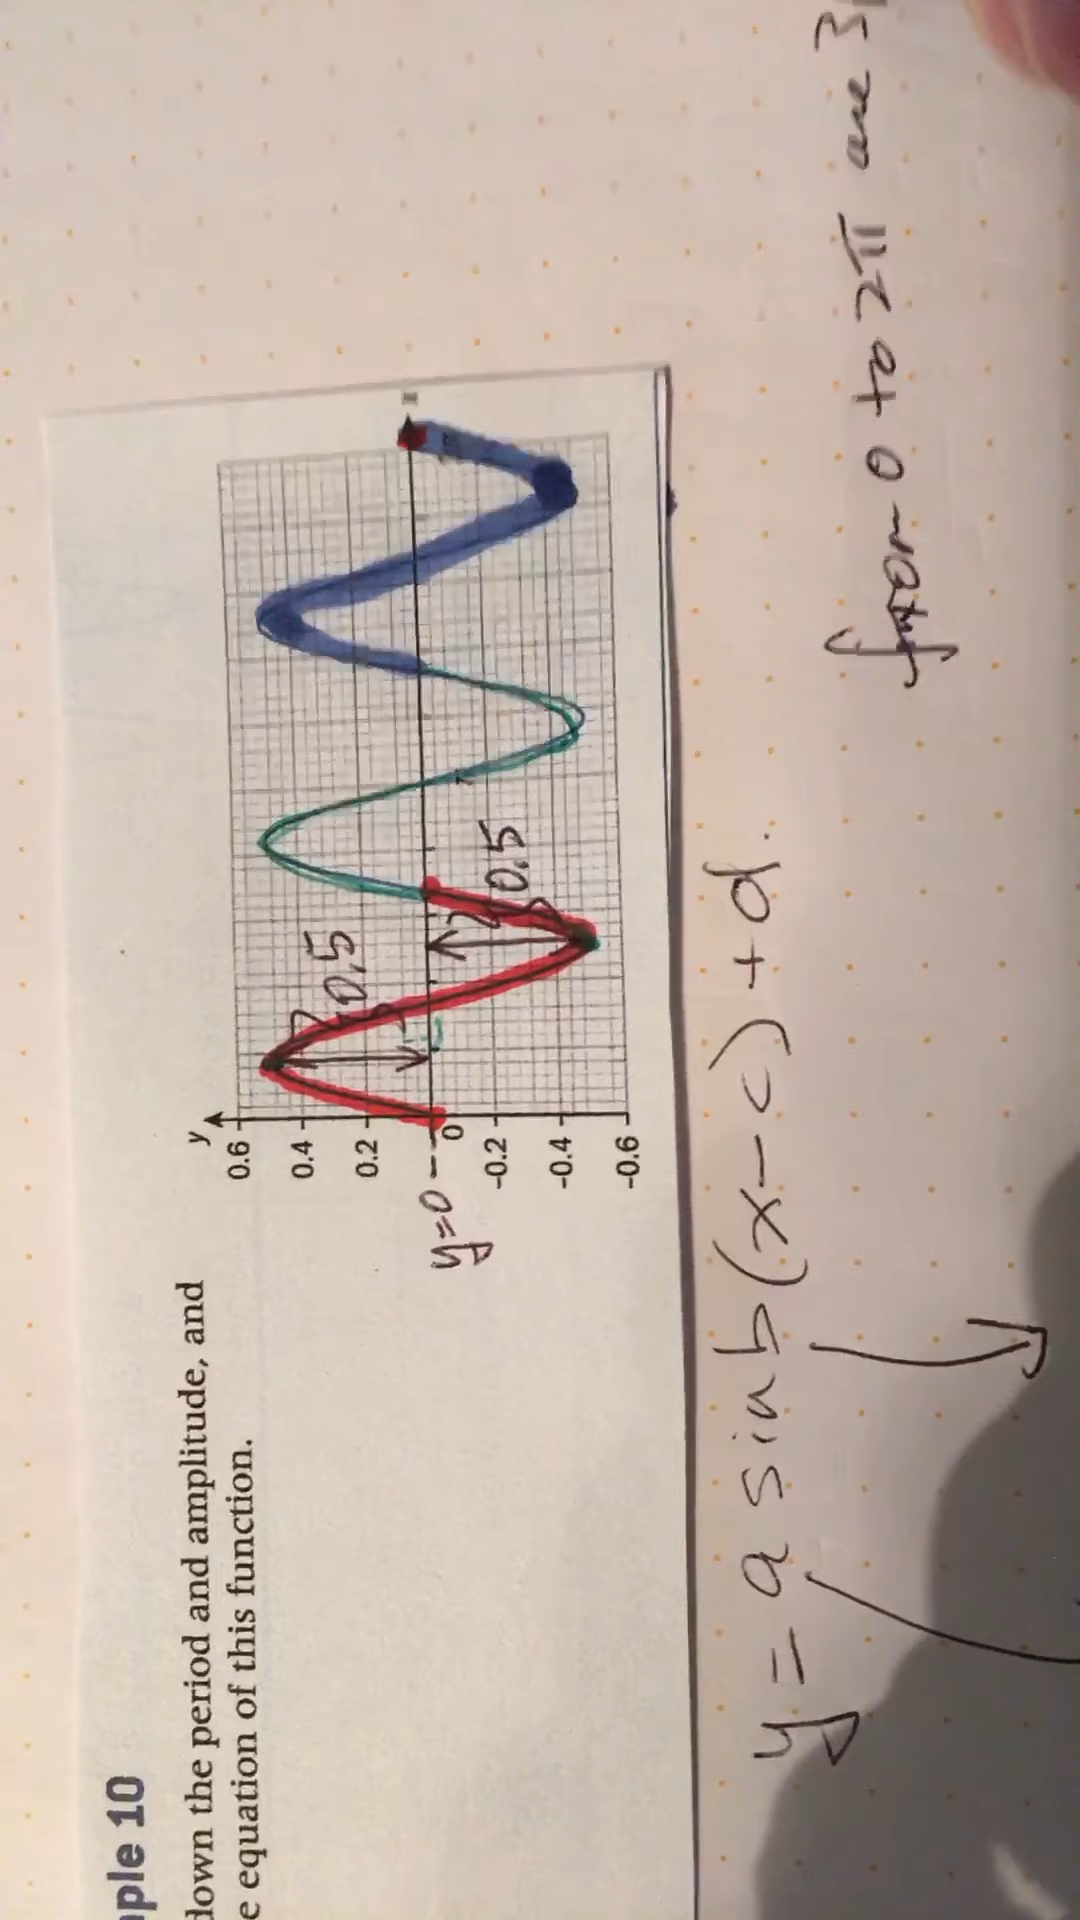 ple 10
down the period and amplitude, and
e equation of this function.
y
0.6
0.4
0.2
0
-0.2
-0.4
-0.6
y=0
0.5
0.5
y = a sin b(x-c)+d.
from 0 to 2π are 3